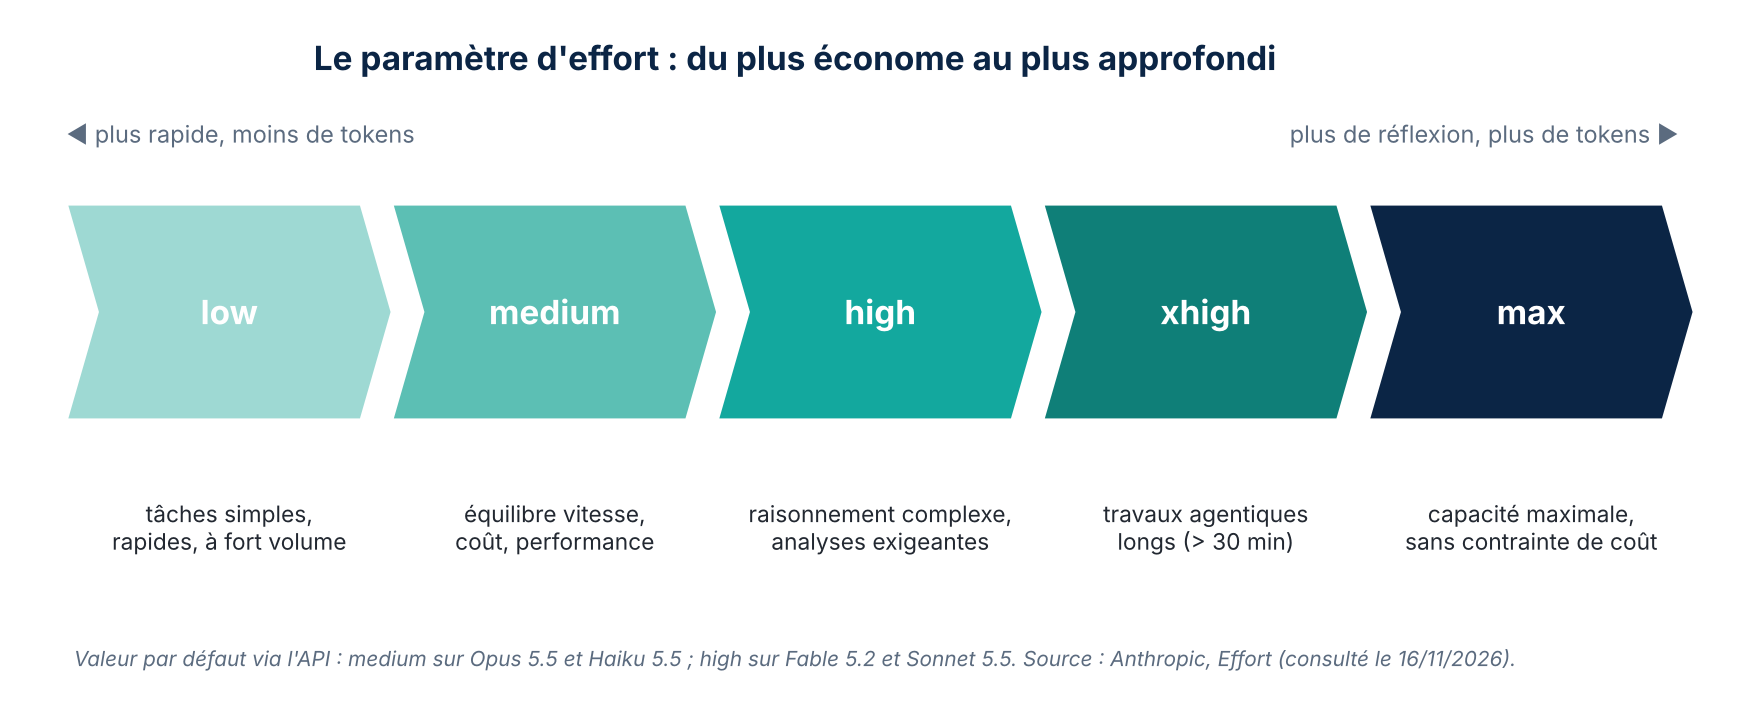 Le paramètre d'effort : du plus économe au plus approfondi
◀ plus rapide, moins de tokens
plus de réflexion, plus de tokens ▶
low
medium
high
xhigh
max
tâches simples,
rapides, à fort volume
équilibre vitesse,
coût, performance
raisonnement complexe,
analyses exigeantes
travaux agentiques
longs (> 30 min)
capacité maximale,
sans contrainte de coût
Valeur par défaut via l'API : medium sur Opus 5.5 et Haiku 5.5 ; high sur Fable 5.2 et Sonnet 5.5. Source : Anthropic, Effort (consulté le 16/11/2026).